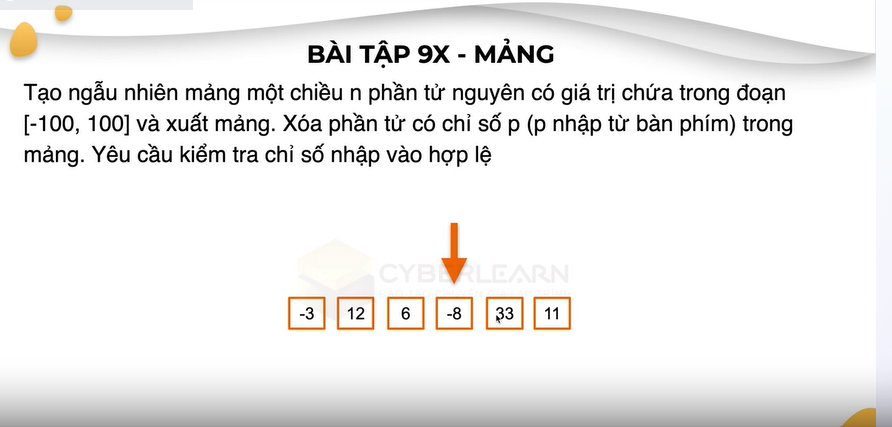 BÀI TẬP 9X - MẢNG
Tạo ngẫu nhiên mảng một chiều n phần tử nguyên có giá trị chứa trong đoạn
[-100, 100] và xuất mảng. Xóa phần tử có chỉ số p (p nhập từ bàn phím) trong
mảng. Yêu cầu kiểm tra chỉ số nhập vào hợp lệ
CYBERLEARN
-3 12 6 -8 33 11